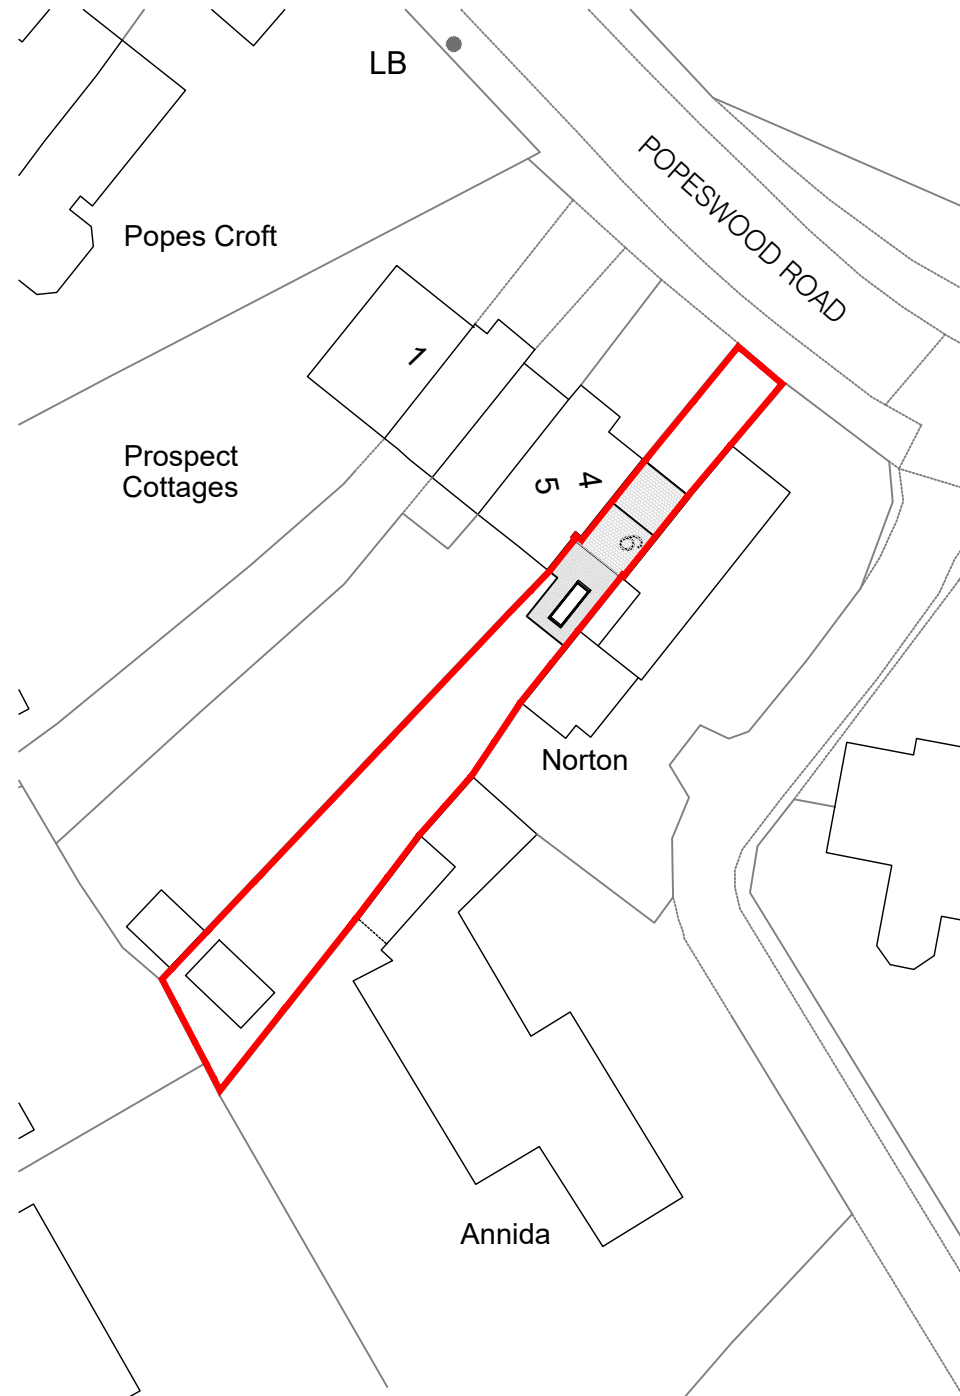 LB
POPESWOOD ROAD
Popes Croft
1
Prospect
Cottages
5
4
6
Norton
Annida